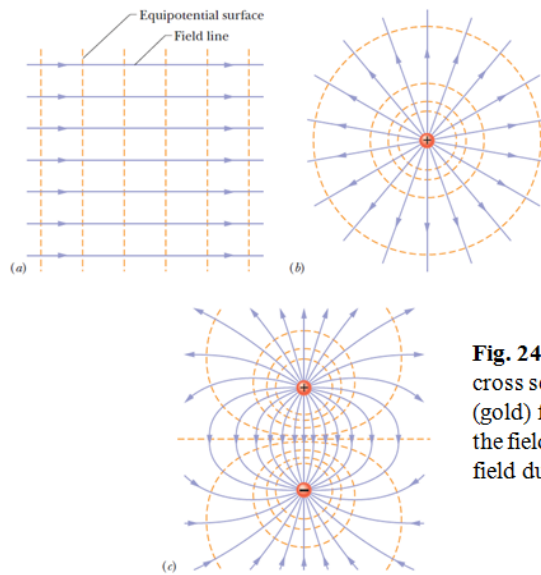 Equipotential surface
Field line
+
(a)
(b)
+
−
(c)
Fig. 24
cross se
(gold) f
the field
field du